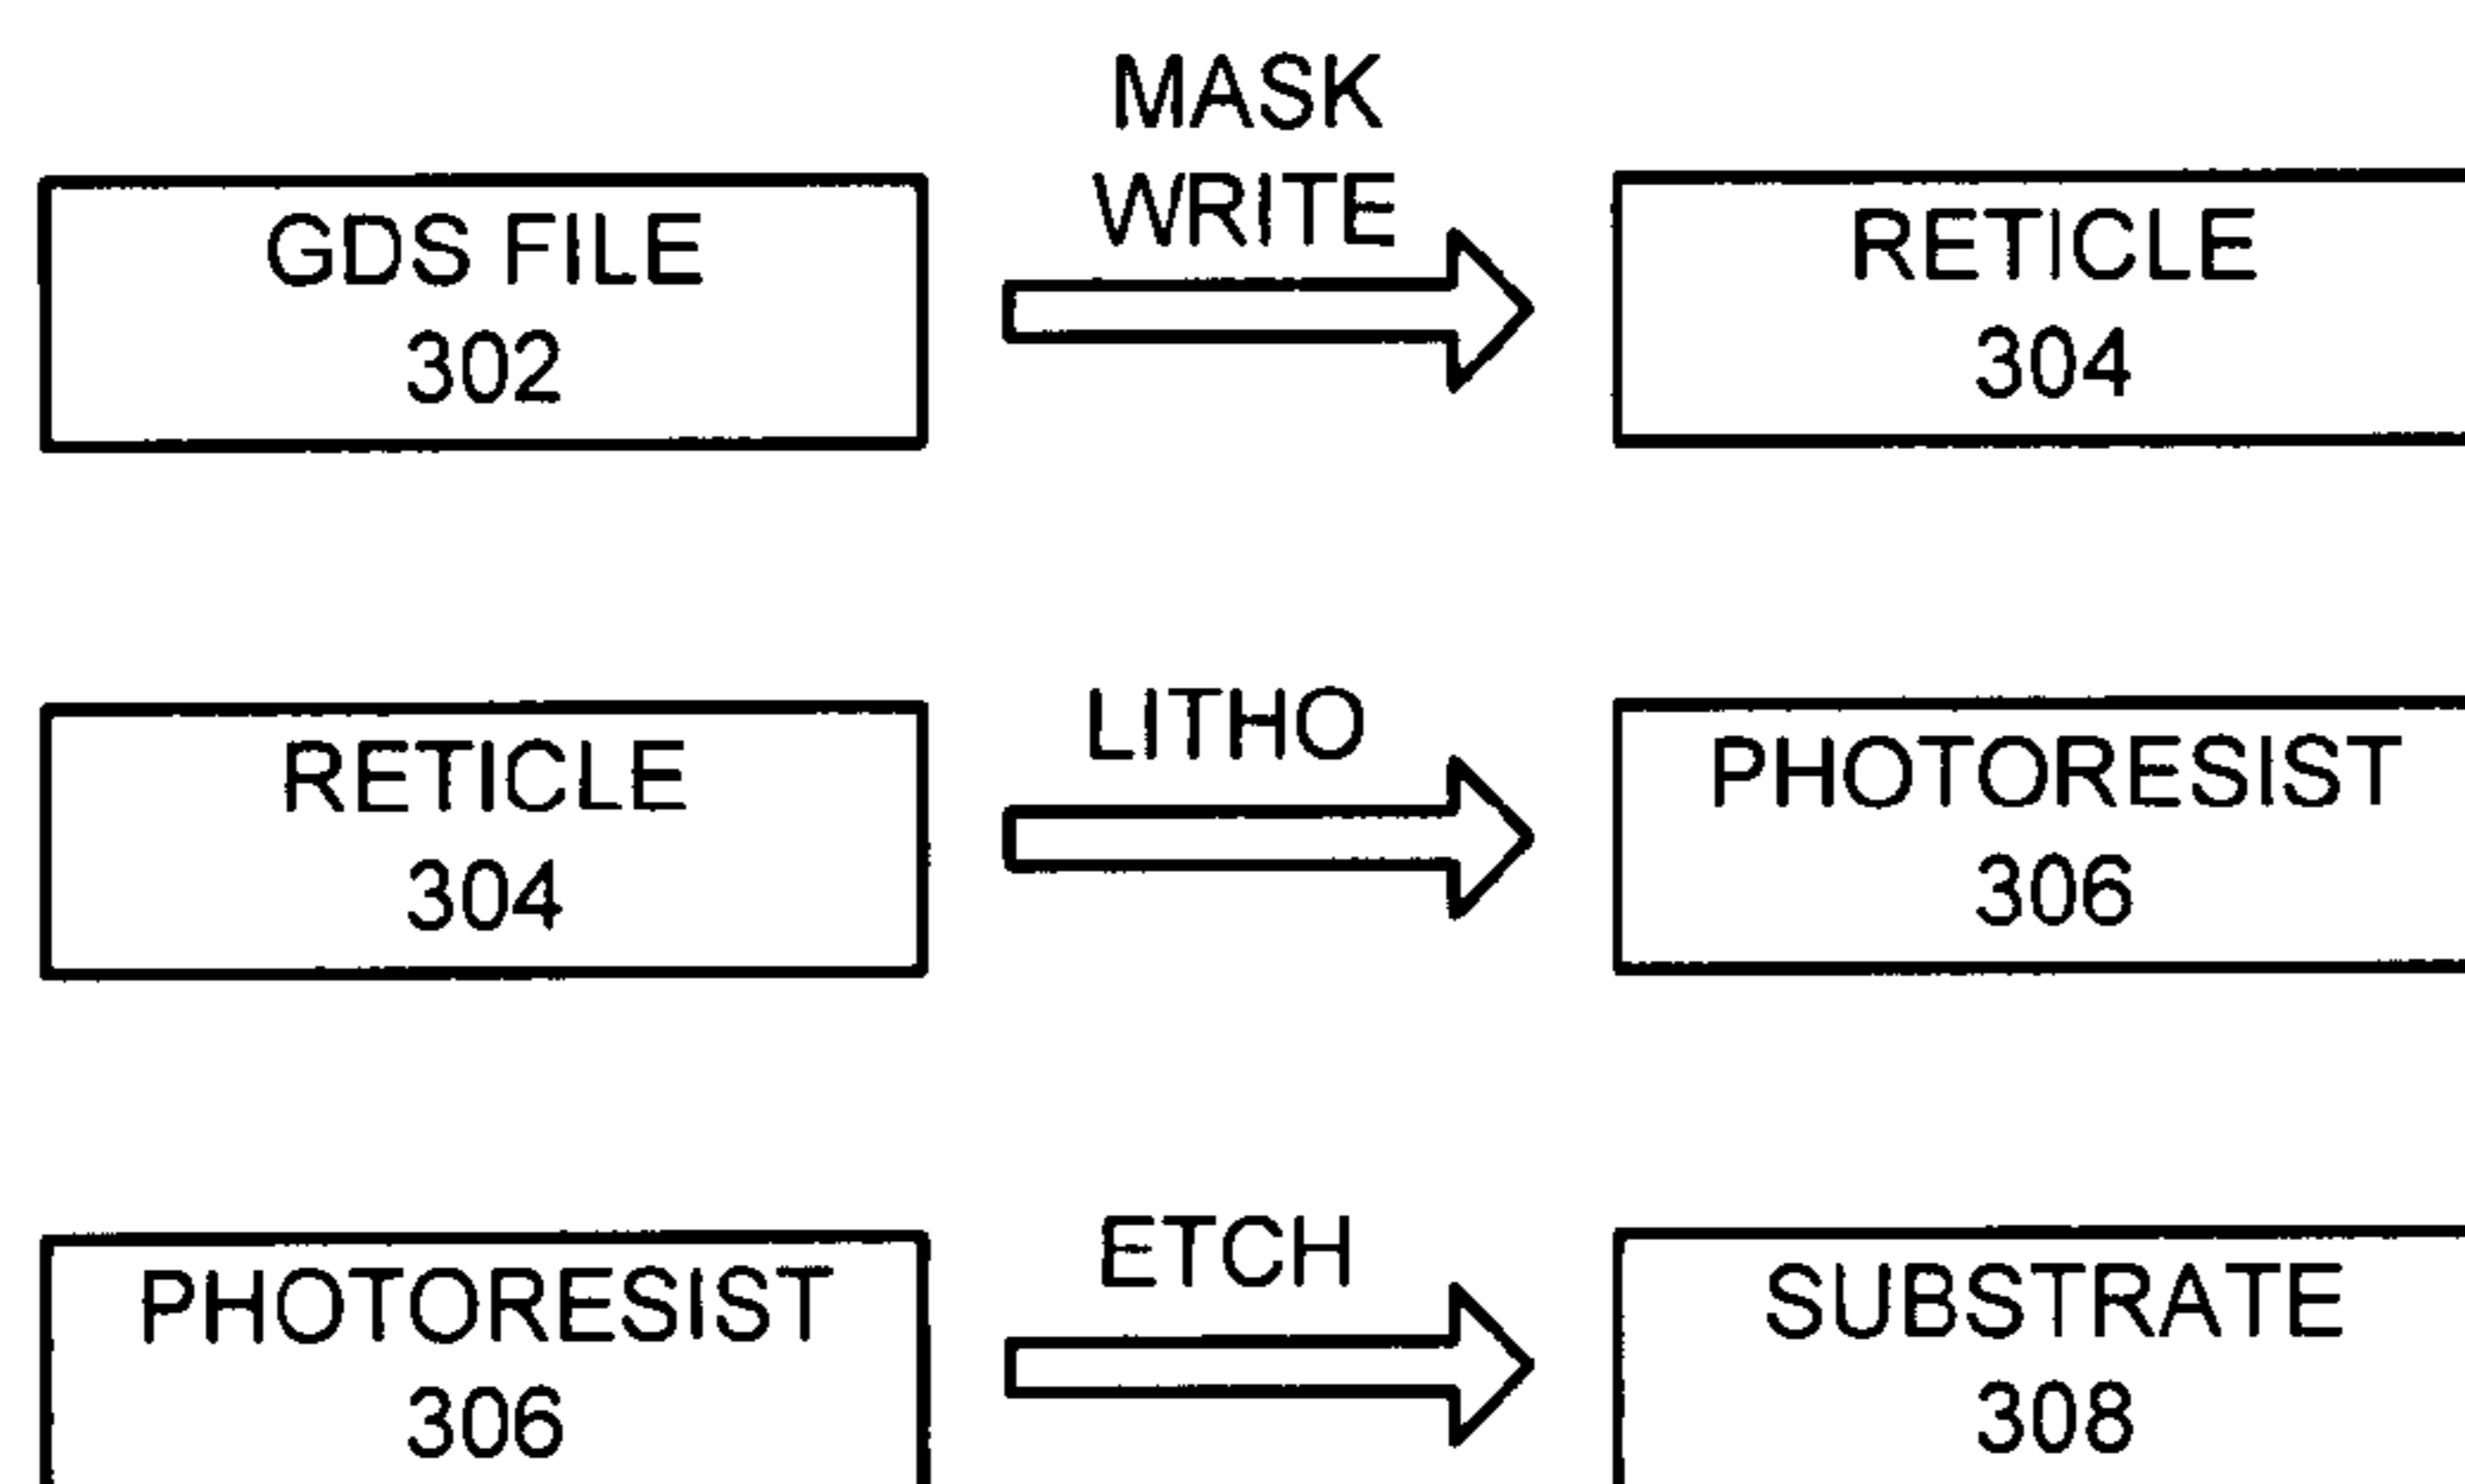 MASK
WRITE
GDS FILE
302
RETICLE
304
LITHO
RETICLE
304
PHOTORESIST
306
ETCH
PHOTORESIST
306
SUBSTRATE
308